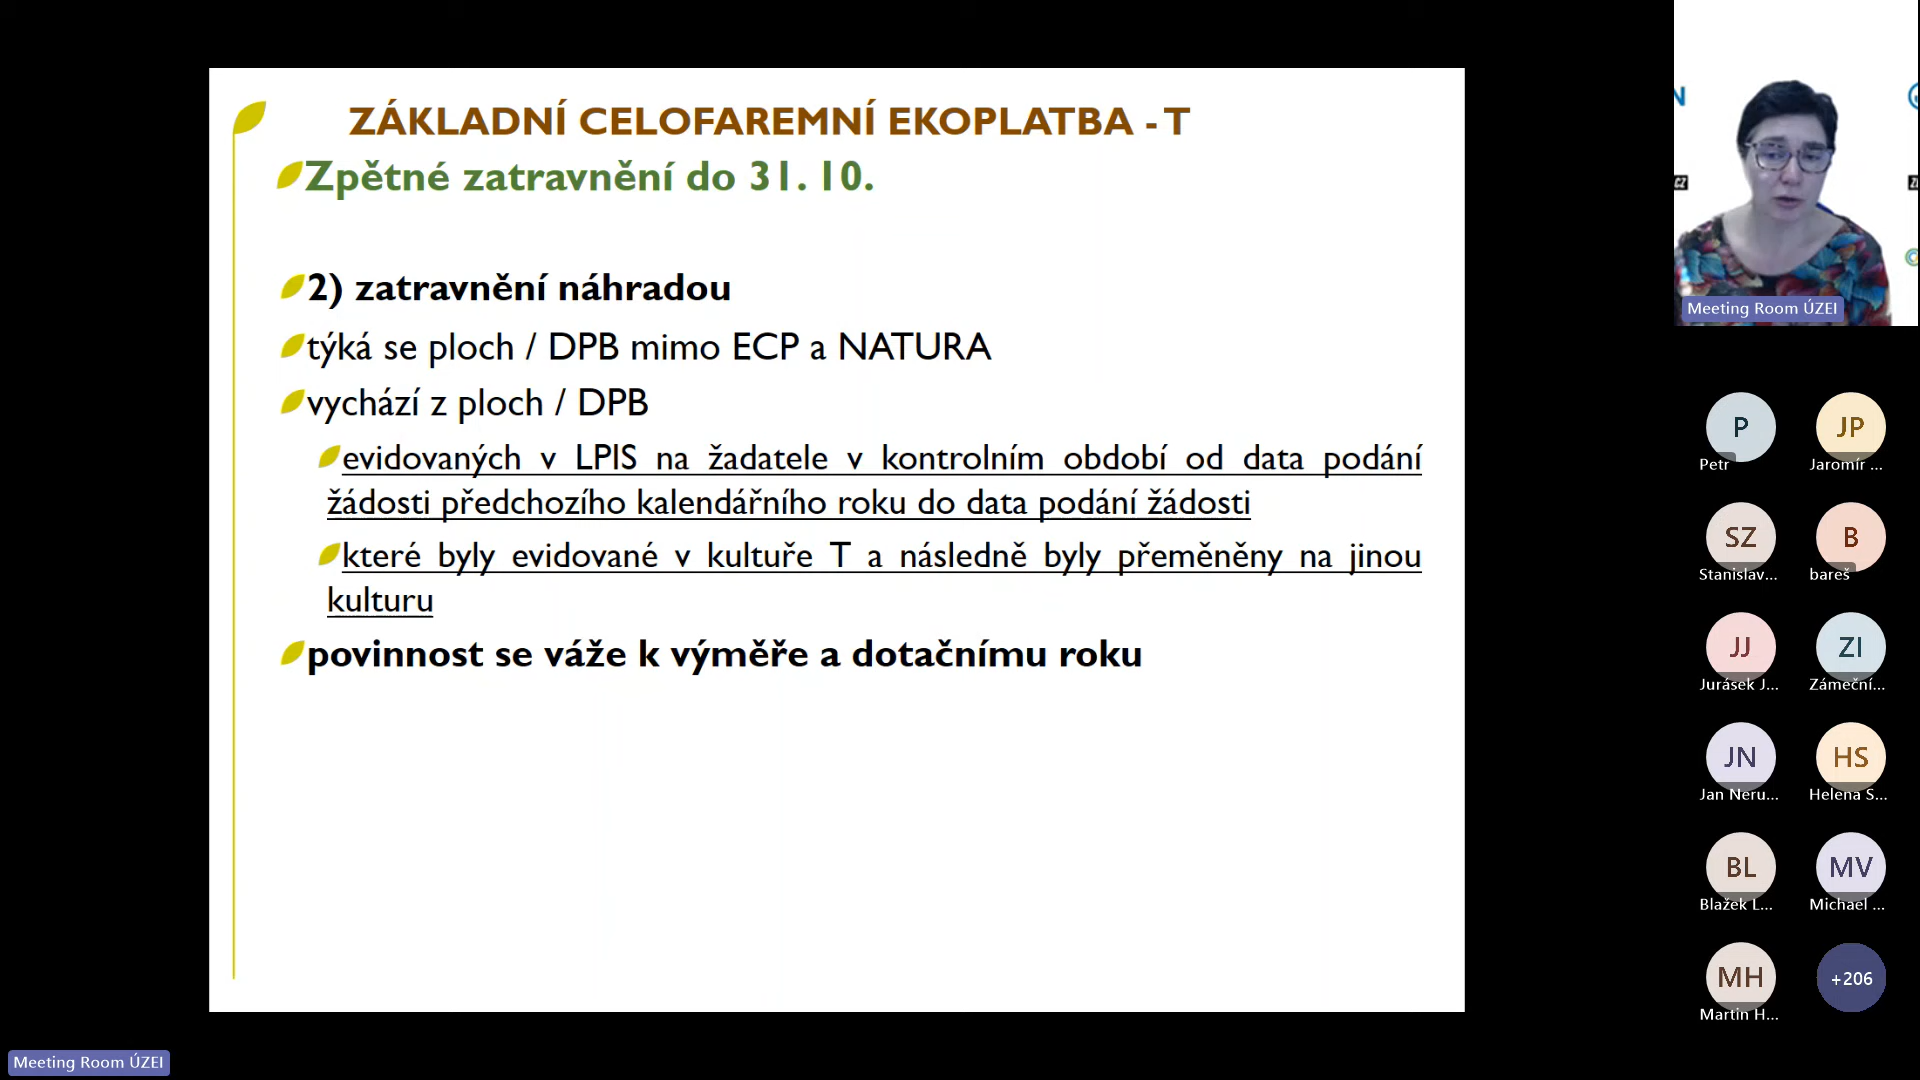 ZÁKLADNÍ CELOFAREMNÍ EKOPLATBA - T
Zpětné zatravnění do 31. 10.
2) zatravnění náhradou
týká se ploch / DPB mimo ECP a NATURA
vychází z ploch / DPB
evidovaných v LPIS na žadatele v kontrolním období od data podání
žádosti předchozího kalendářního roku do data podání žádosti
které byly evidované v kultuře T a následně byly přeměněny na jinou
kulturu
povinnost se váže k výměře a dotačnímu roku
Meeting Room ÚZEI
N
CZ
Meeting Room ÚZEI
P
JP
Petr
Jaromír ...
SZ
B
Stanislav...
bareš
JJ
ZI
Jurásek J...
Zámeční...
JN
HS
Jan Neru...
Helena S...
BL
MV
Blažek L...
Michael ...
MH
+206
Martin H...